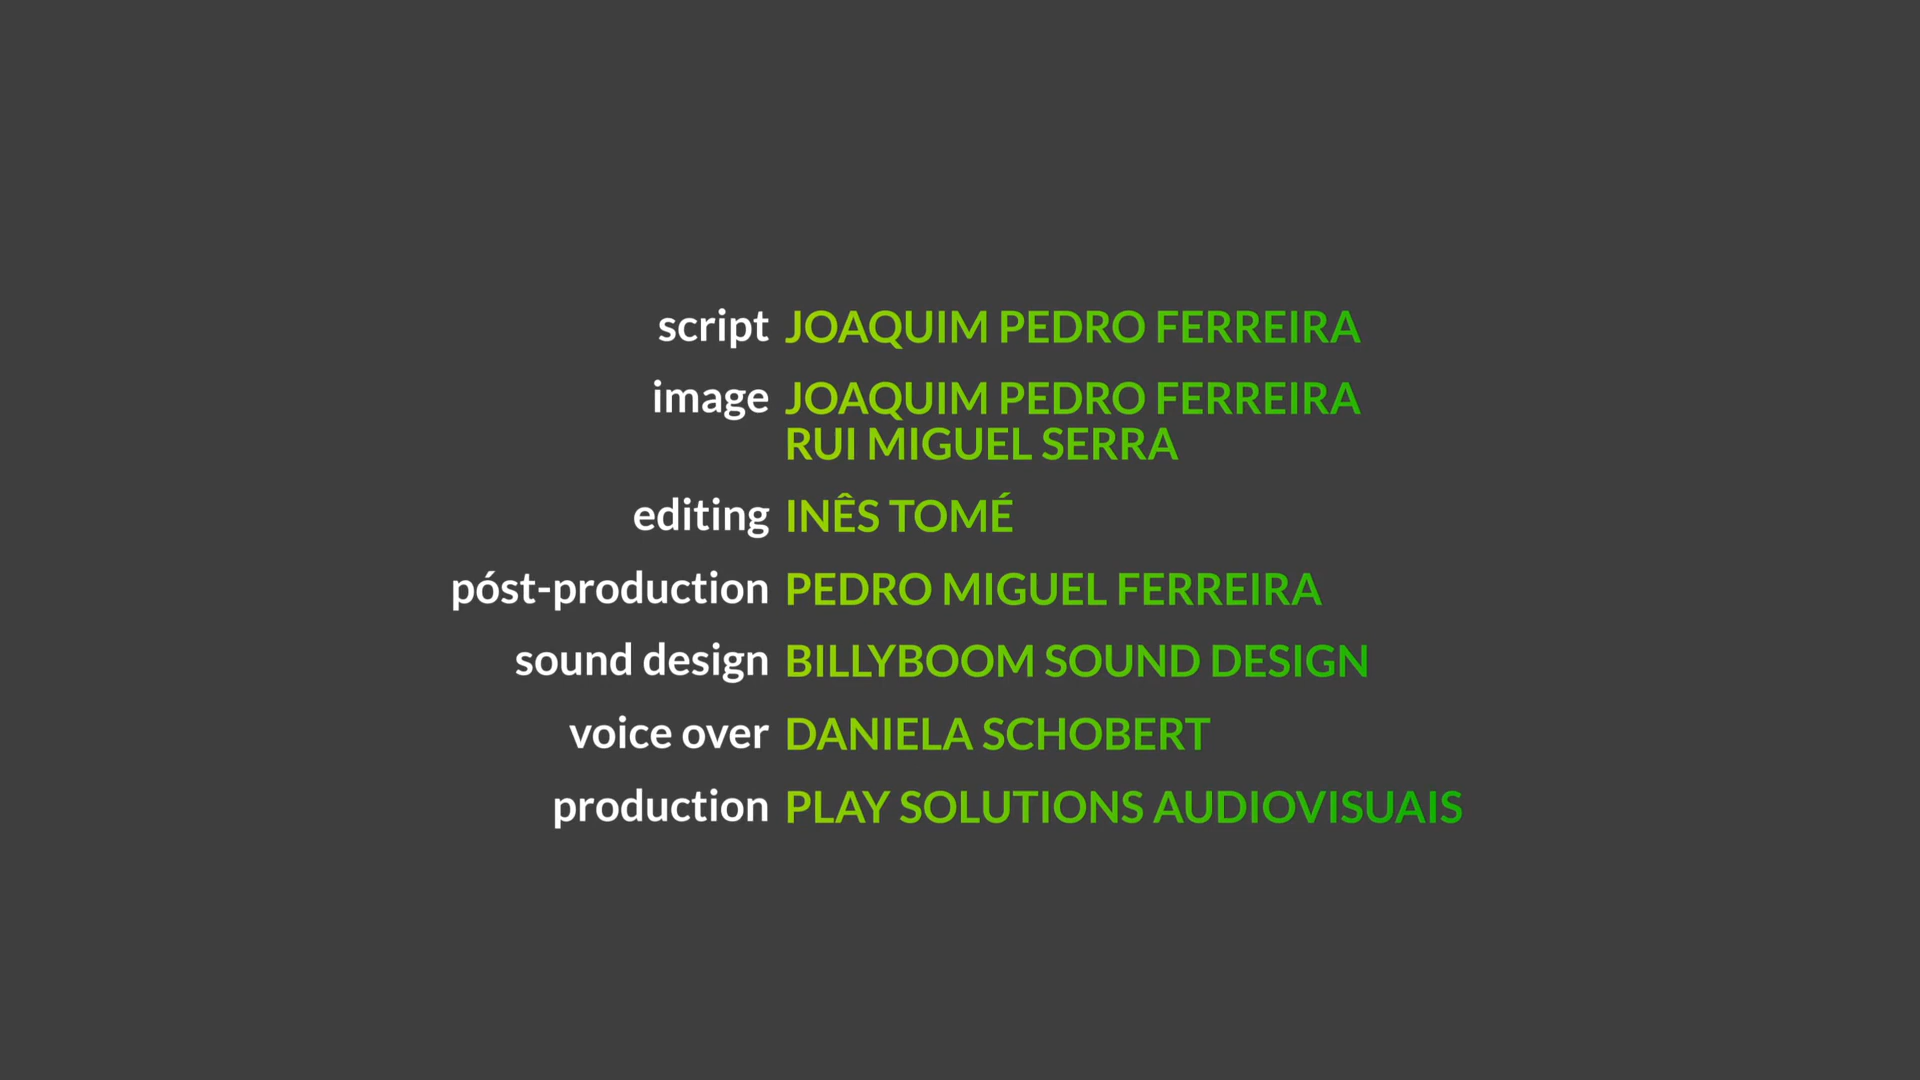 script JOAQUIM PEDRO FERREIRA
image JOAQUIM PEDRO FERREIRA
RUI MIGUEL SERRA
editing INÊS TOMÉ
póst-production PEDRO MIGUEL FERREIRA
sound design BILLYBOOM SOUND DESIGN
voice over DANIELA SCHOBERT
production PLAY SOLUTIONS AUDIOVISUAIS